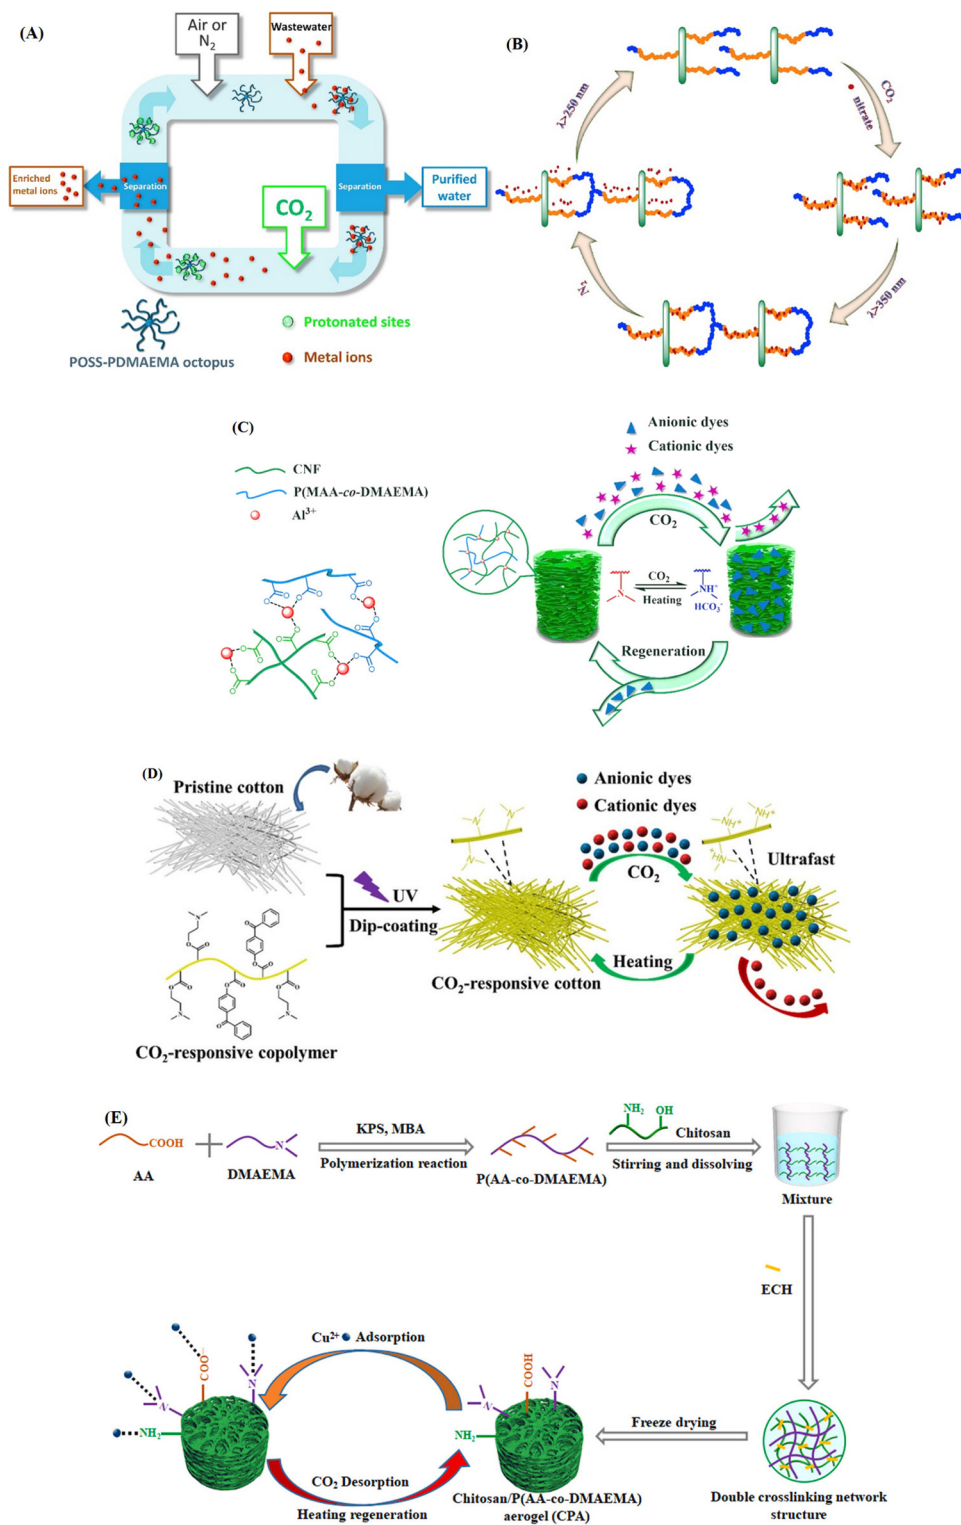 (A)
Air or
N2
Wastewater
Enriched
metal ions
Separation
Separation
Purified
water
CO2
POSS-PDMAEMA octopus
Protonated sites
Metal ions
(B)
λ>250 nm
CO2
nitrate
λ>350 nm
N2
(C)
CNF
P(MAA-co-DMAEMA)
Al3+
Anionic dyes
Cationic dyes
CO2
CO2
Heating
N
NH+
HCO3-
Regeneration
(D)
Pristine cotton
UV
Dip-coating
CO2-responsive copolymer
Anionic dyes
Cationic dyes
CO2
Ultrafast
Heating
CO2-responsive cotton
(E)
COOH
AA
N
DMAEMA
KPS, MBA
Polymerization reaction
P(AA-co-DMAEMA)
NH2
OH
Chitosan
Stirring and dissolving
Mixture
ECH
Double crosslinking network
structure
Freeze drying
COOH
N
N
NH2
Chitosan/P(AA-co-DMAEMA)
aerogel (CPA)
Cu2+
Adsorption
CO2 Desorption
Heating regeneration
COO-
N
N
NH2